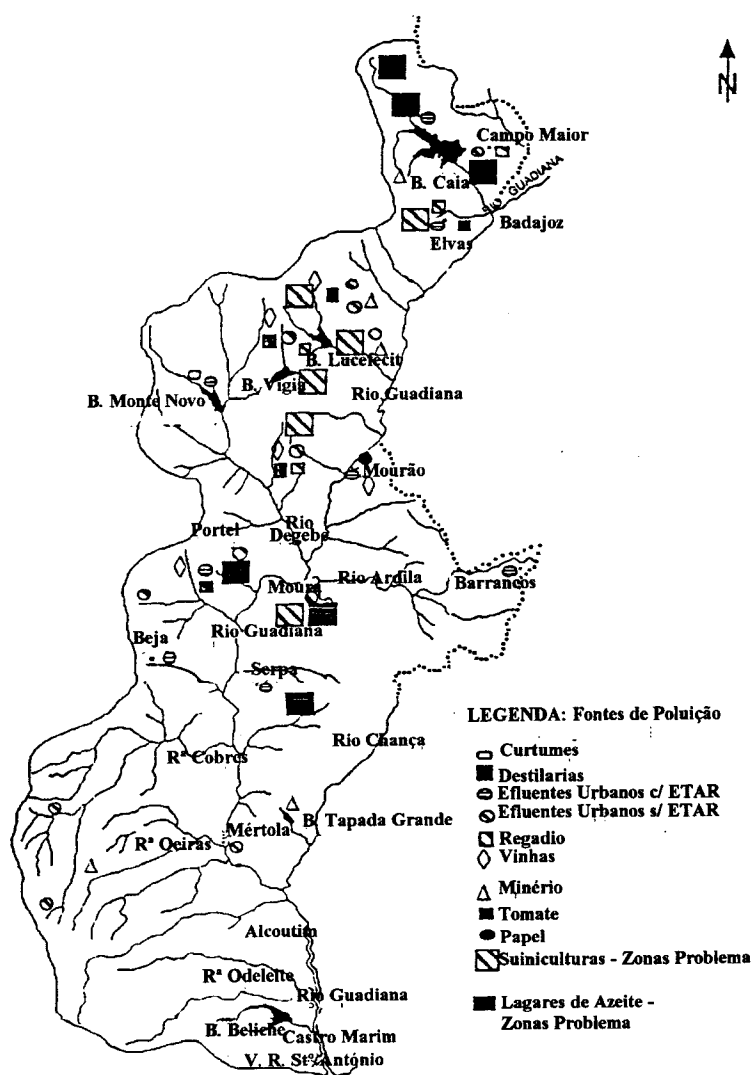 N
Campo Maior
B. Caia
RIO GUADIANA
Badajoz
Elvas
B. Lucefecit
B. Vigia
Rio Guadiana
B. Monte Novo
Mourão
Portel
Rio
Degebe
Rio Ardila
Barrancos
Moura
Rio Guadiana
Beja
Serpa
Rio Chança
Rª Cobres
B. Tapada Grande
Mértola
Rª Oeiras
Alcoutim
Rª Odeleite
Rio Guadiana
B. Beliche
Castro Marim
V. R. Stº António
LEGENDA: Fontes de Poluição
Curtumes
Destilarias
Efluentes Urbanos c/ ETAR
Efluentes Urbanos s/ ETAR
Regadio
Vinhas
Minério
Tomate
Papel
Suiniculturas - Zonas Problema
Lagares de Azeite -
Zonas Problema